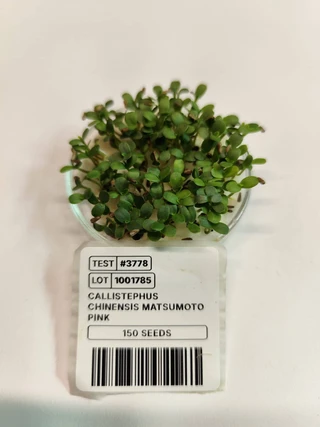 TEST #3778
LOT 1001785
CALLISTEPHUS
CHINENSIS MATSUMOTO
PINK
150 SEEDS